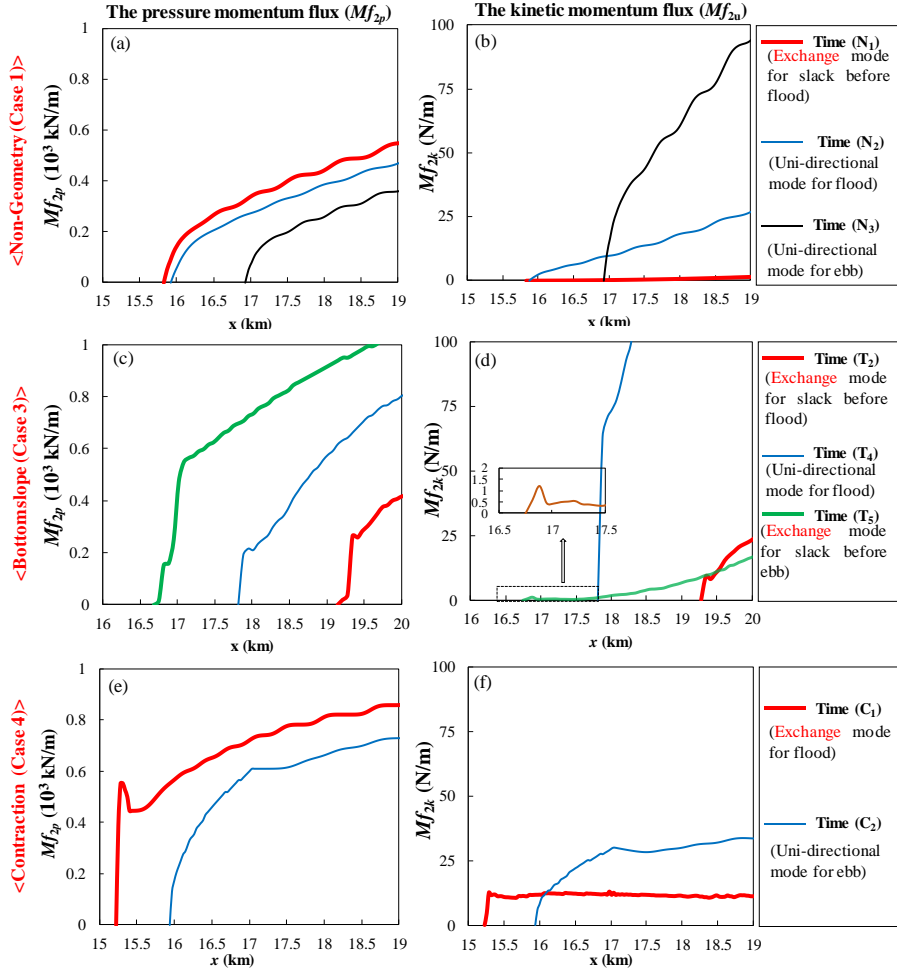 The pressure momentum flux (Mf2p)
The kinetic momentum flux (Mf2u)
<Non-Geometry (Case 1)>
(a)
Mf2p (10³ kN/m)
1
0.8
0.6
0.4
0.2
0
15 15.5 16 16.5 17 17.5 18 18.5 19
x (km)
(b)
Mf2k (N/m)
100
75
50
25
0
15 15.5 16 16.5 17 17.5 18 18.5 19
x (km)
Time (N1)
(Exchange mode
for slack before
flood)
Time (N2)
(Uni-directional
mode for flood)
Time (N3)
(Uni-directional
mode for ebb)
<Bottomslope (Case 3)>
(c)
Mf2p (10³ kN/m)
1
0.8
0.6
0.4
0.2
0
16 16.5 17 17.5 18 18.5 19 19.5 20
x (km)
(d)
Mf2k (N/m)
100
75
50
25
0
2
1.5
1
0.5
0
16.5 17 17.5
16 16.5 17 17.5 18 18.5 19 19.5 20
x (km)
Time (T2)
(Exchange mode
for slack before
flood)
Time (T4)
(Uni-directional
mode for flood)
Time (T5)
(Exchange mode
for slack before
ebb)
<Contraction (Case 4)>
(e)
Mf2p (10³ kN/m)
1
0.8
0.6
0.4
0.2
0
15 15.5 16 16.5 17 17.5 18 18.5 19
x (km)
(f)
Mf2k (N/m)
100
75
50
25
0
15 15.5 16 16.5 17 17.5 18 18.5 19
x (km)
Time (C1)
(Exchange mode
for flood)
Time (C2)
(Uni-directional
mode for ebb)